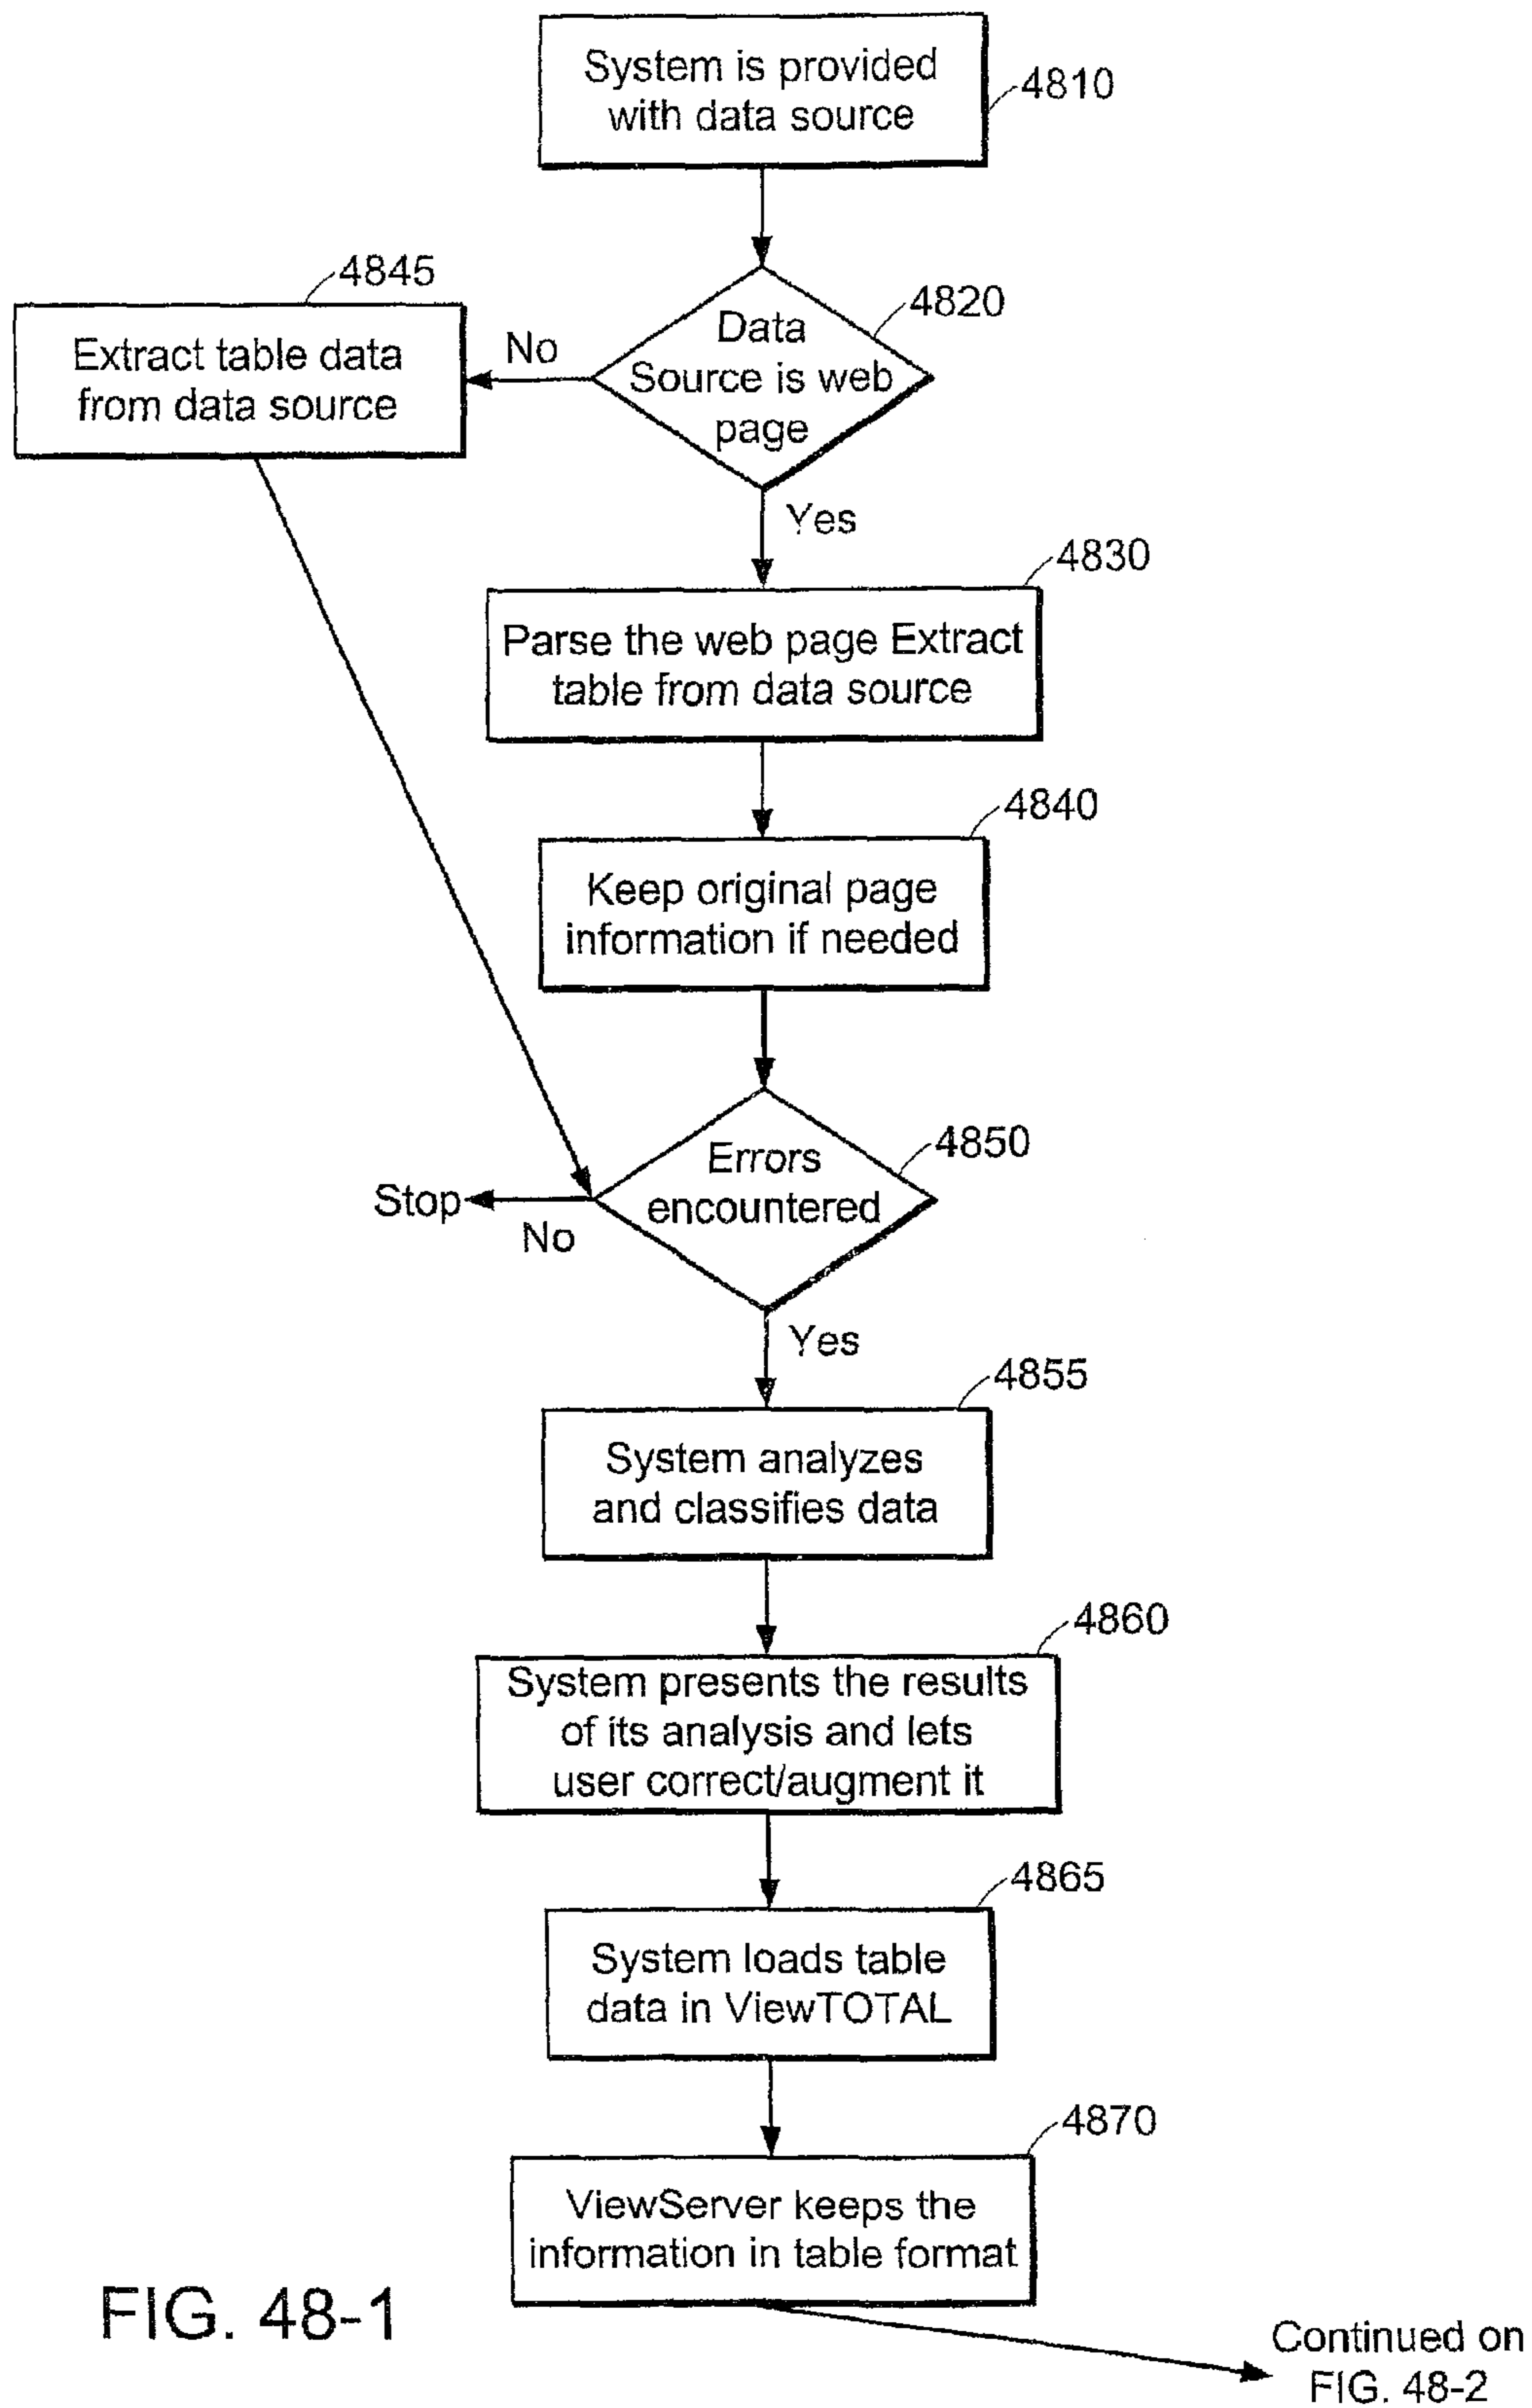 System is provided
with data source
4810
4845
Extract table data
from data source
No
4820
Data
Source is web
page
Yes
4830
Parse the web page Extract
table from data source
4840
Keep original page
information if needed
4850
Errors
encountered
Stop
No
Yes
4855
System analyzes
and classifies data
4860
System presents the results
of its analysis and lets
user correct/augment it
4865
System loads table
data in ViewTOTAL
4870
ViewServer keeps the
information in table format
FIG. 48-1
Continued on
FIG. 48-2